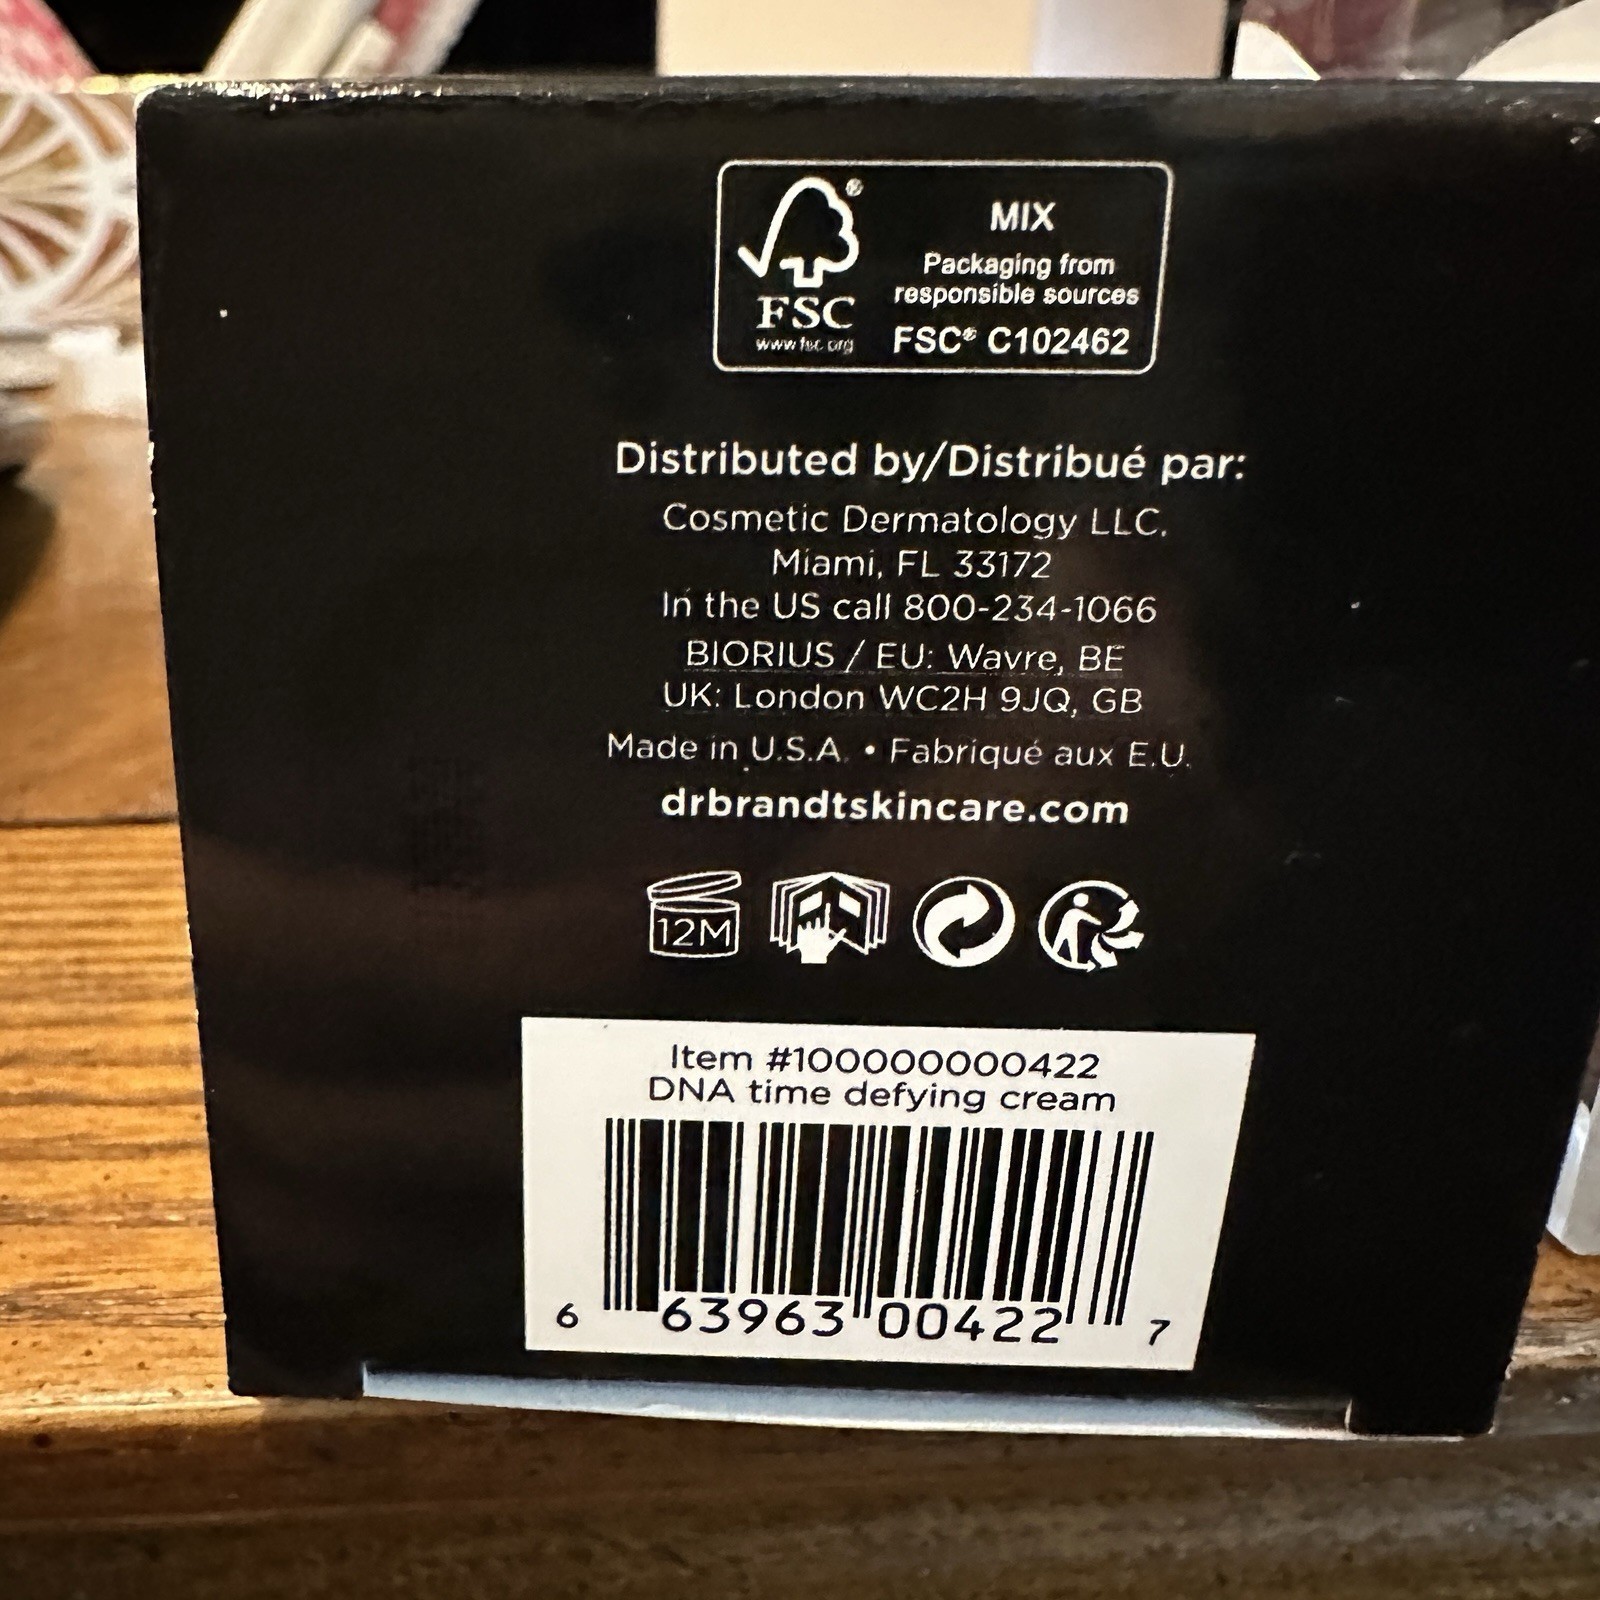 MIX
Packaging from
responsible sources
FSC® C102462
FSC®
www.fsc.org
Distributed by/Distribué par:
Cosmetic Dermatology LLC.
Miami, FL 33172
In the US call 800-234-1066
BIORIUS / EU: Wavre, BE
UK: London WC2H 9JQ, GB
Made in U.S.A. • Fabriqué aux E.U.
drbrandtskincare.com
12M
Item #100000000422
DNA time defying cream
6 63963 00422 7